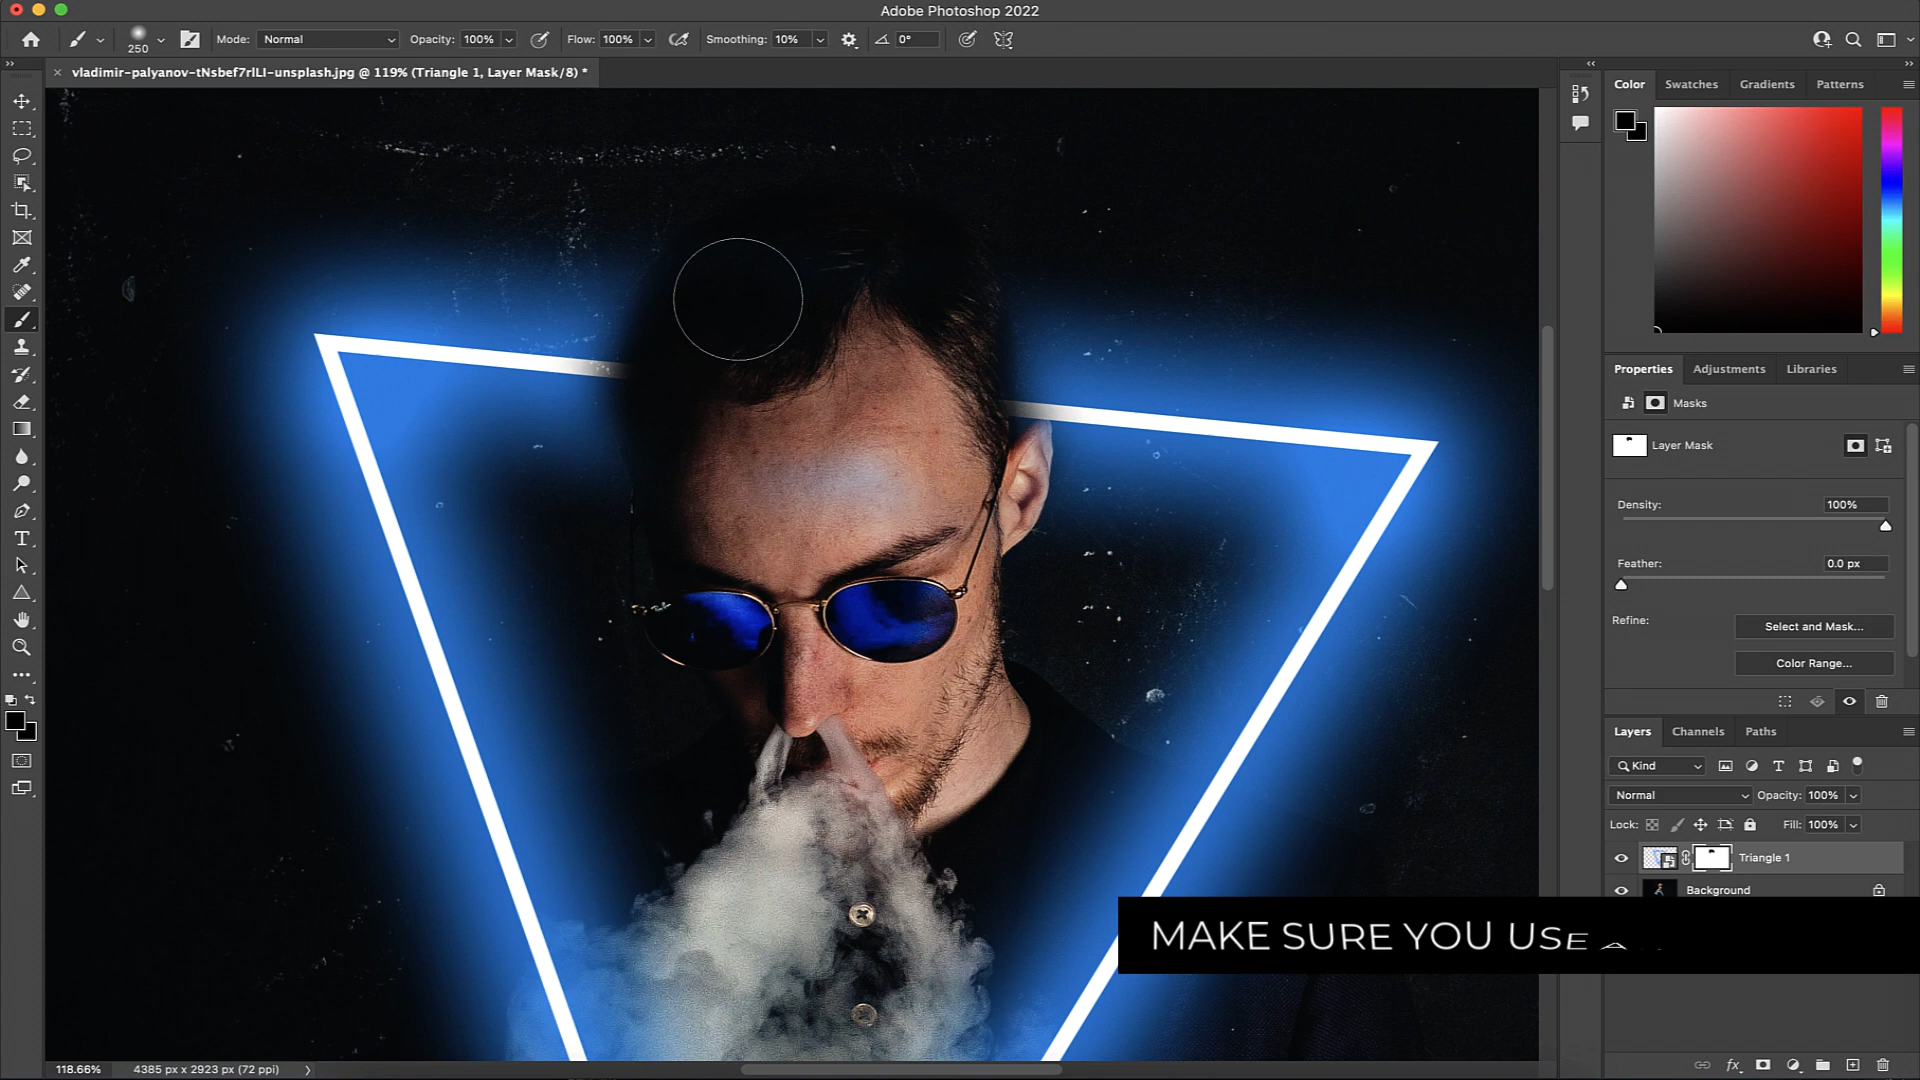 Adobe Photoshop 2022
250
Mode: Normal
Opacity: 100%
Flow: 100%
Smoothing: 10%
0°
vladimir-palyanov-tNsbef7rlLI-unsplash.jpg @ 119% (Triangle 1, Layer Mask/8) *
Color Swatches Gradients Patterns
Properties Adjustments Libraries
Masks
Layer Mask
Density: 100%
Feather: 0.0 px
Refine:
Select and Mask...
Color Range...
Layers Channels Paths
Kind
Normal Opacity: 100%
Lock: Fill: 100%
Triangle 1
Background
MAKE SURE YOU USE A
118.66% 4385 px x 2923 px (72 ppi)